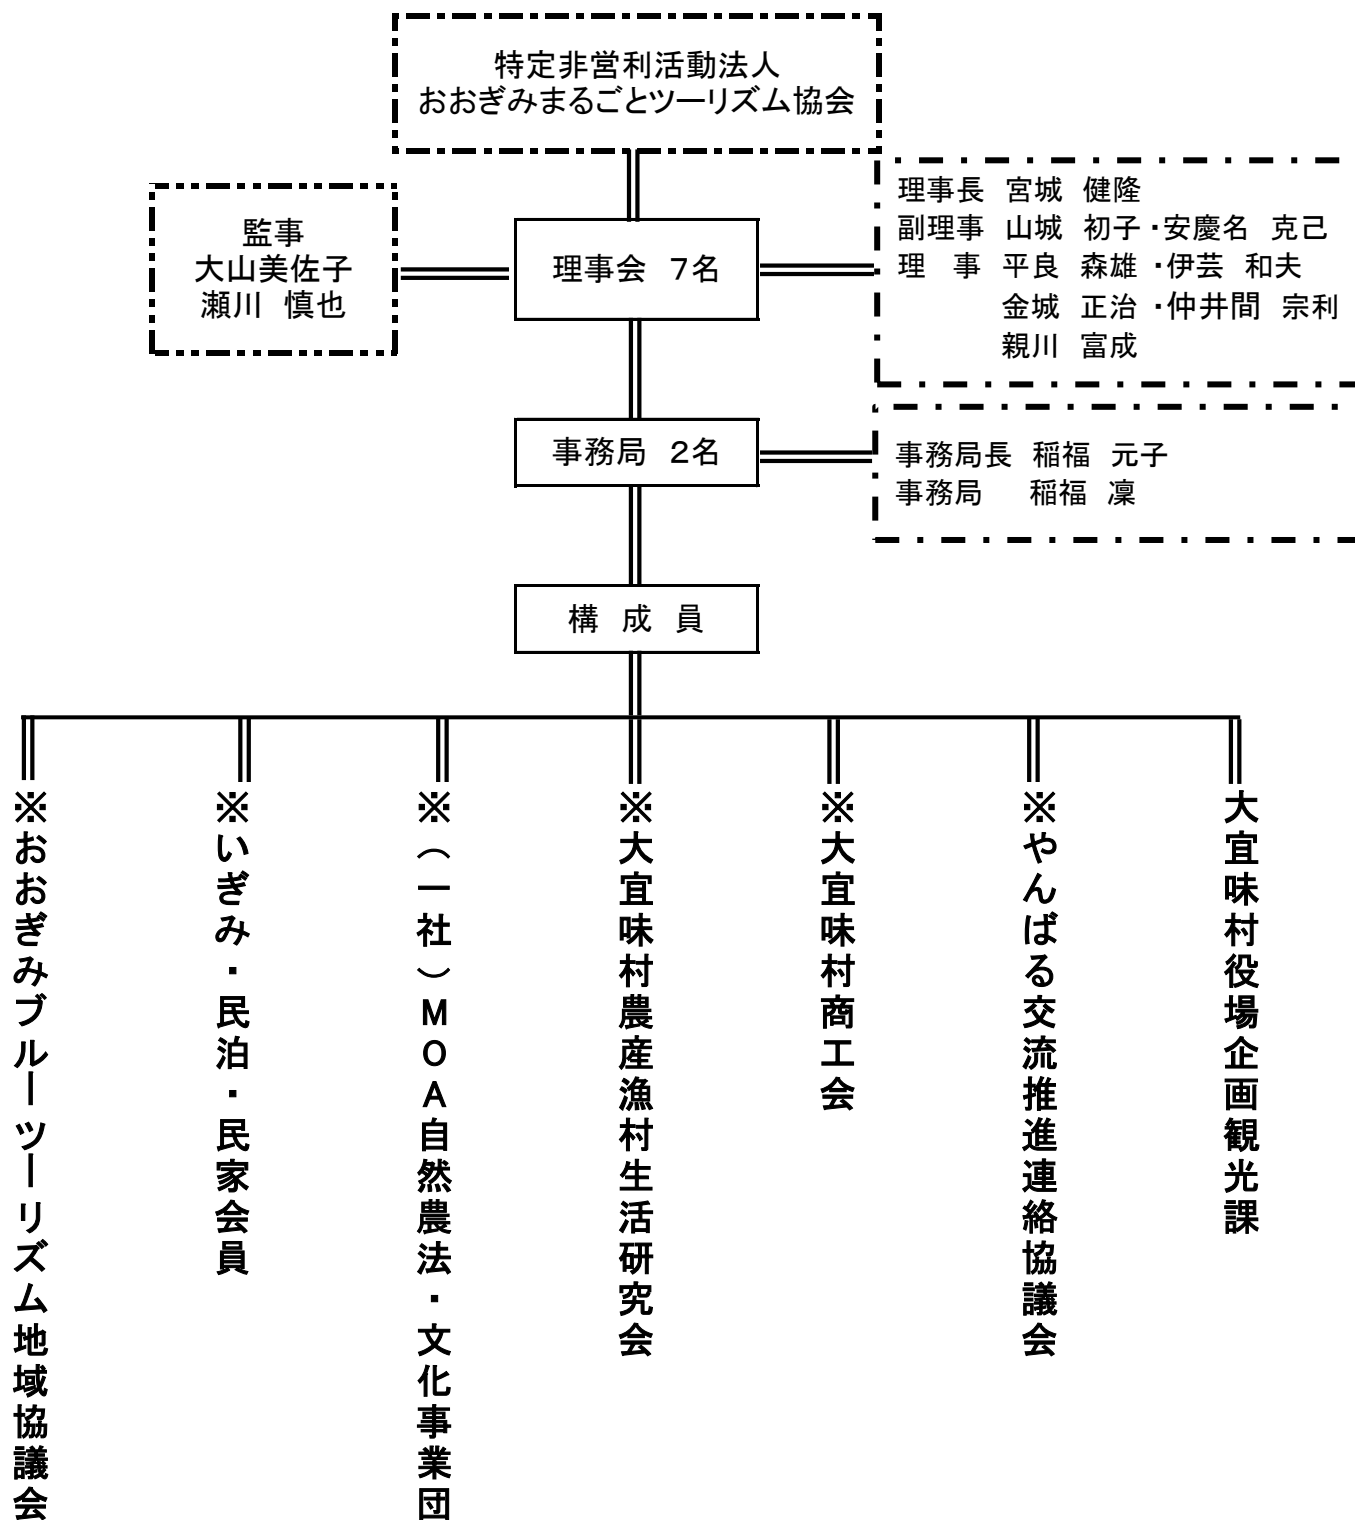 特定非営利活動法人
おおぎみまるごとツーリズム協会
監事
大山美佐子
瀬川　慎也
理事会　７名
理事長　宮城　健隆
副理事　山城　初子・安慶名　克己
理　事　平良　森雄・伊芸　和夫
金城　正治・仲井間　宗利
親川　富成
事務局　２名
事務局長　稲福　元子
事務局　稲福　凜
構　成　員
※おおぎみブルーツーリズム地域協議会
※いぎみ・民泊・民家会員
※（一社）ＭＯＡ自然農法・文化事業団
※大宜味村農産漁村生活研究会
※大宜味村商工会
※やんばる交流推進連絡協議会
大宜味村役場企画観光課